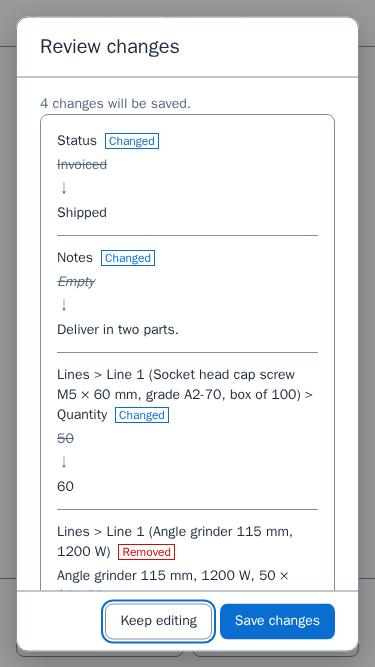 Review changes
4 changes will be saved.
Status Changed
Invoiced
↓
Shipped
Notes Changed
Empty
↓
Deliver in two parts.
Lines > Line 1 (Socket head cap screw
M5 × 60 mm, grade A2-70, box of 100) >
Quantity Changed
50
↓
60
Lines > Line 1 (Angle grinder 115 mm,
1200 W) Removed
Angle grinder 115 mm, 1200 W, 50 ×
Keep editing Save changes